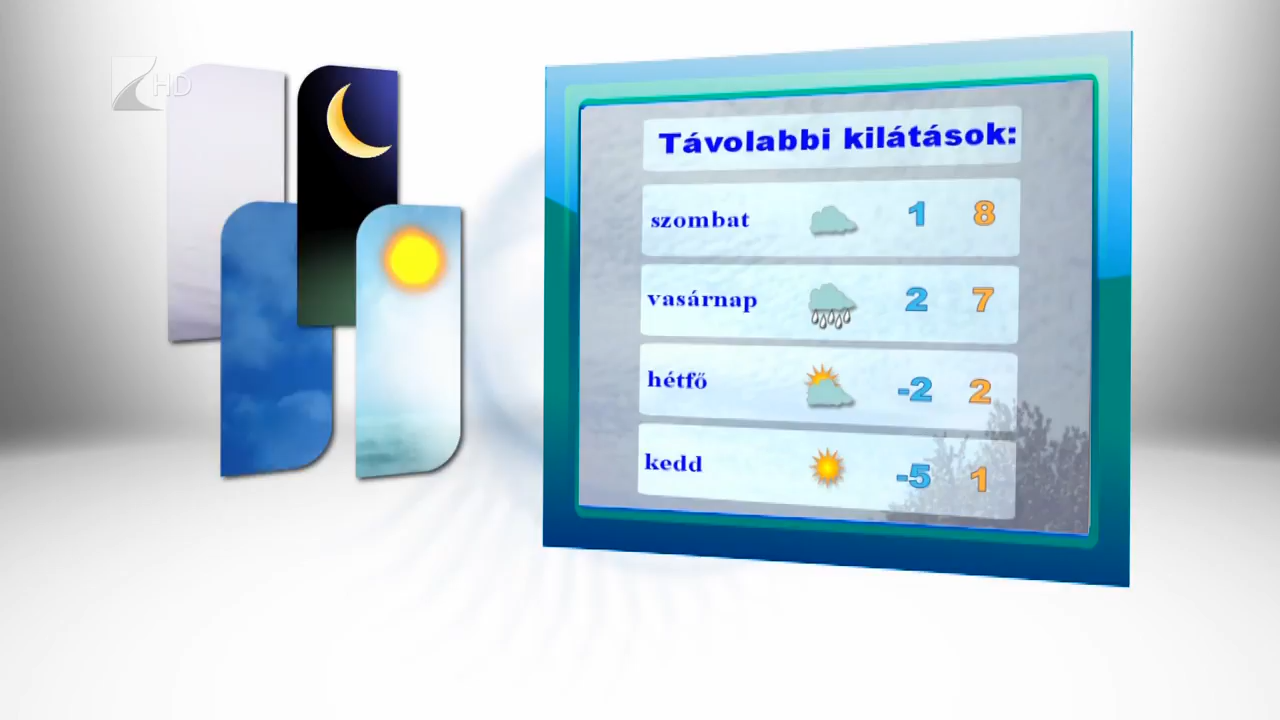 HD
Távolabbi kilátások:
szombat 1 8
vasárnap 2 7
hétfő -2 2
kedd -5 1